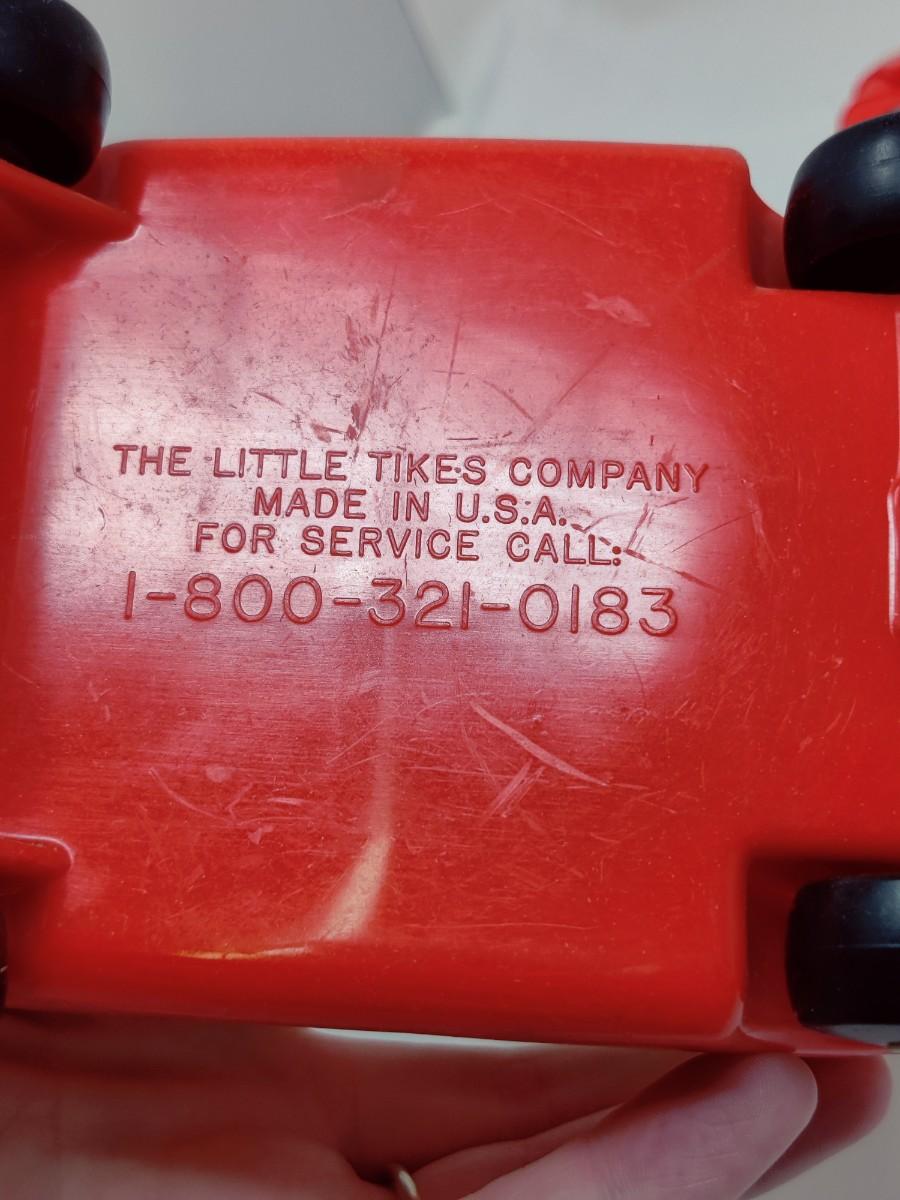 THE LITTLE TIKES COMPANY
MADE IN U.S.A.
FOR SERVICE CALL:
1-800-321-0183